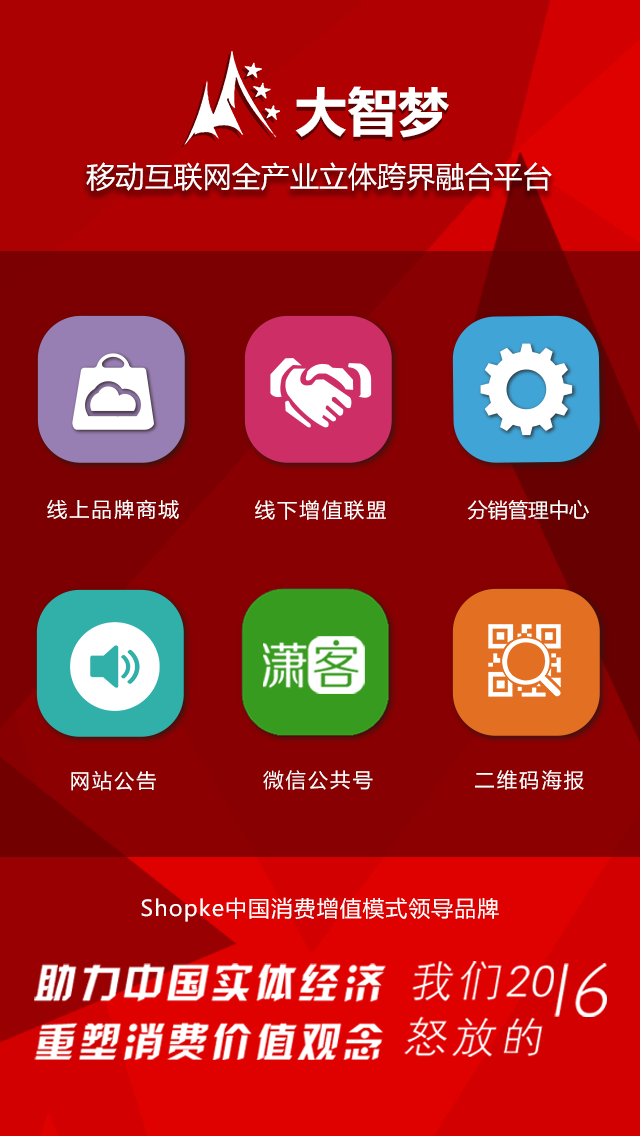 大智梦
移动互联网全产业立体跨界融合平台
线上品牌商城
线下增值联盟
分销管理中心
潇客
网站公告
微信公共号
二维码海报
Shopke中国消费增值模式领导品牌
助力中国实体经济
重塑消费价值观念
我们2016
怒放的